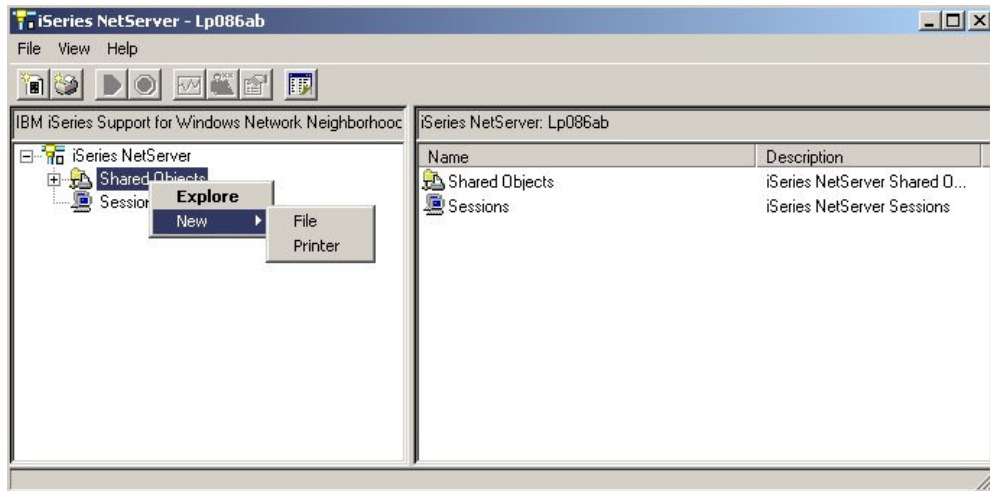 iSeries NetServer - Lp086ab
File View Help
IBM iSeries Support for Windows Network Neighborhooc
iSeries NetServer: Lp086ab
iSeries NetServer
Shared Objects
Session
Explore
New
File
Printer
Name Description
Shared Objects iSeries NetServer Shared O...
Sessions iSeries NetServer Sessions